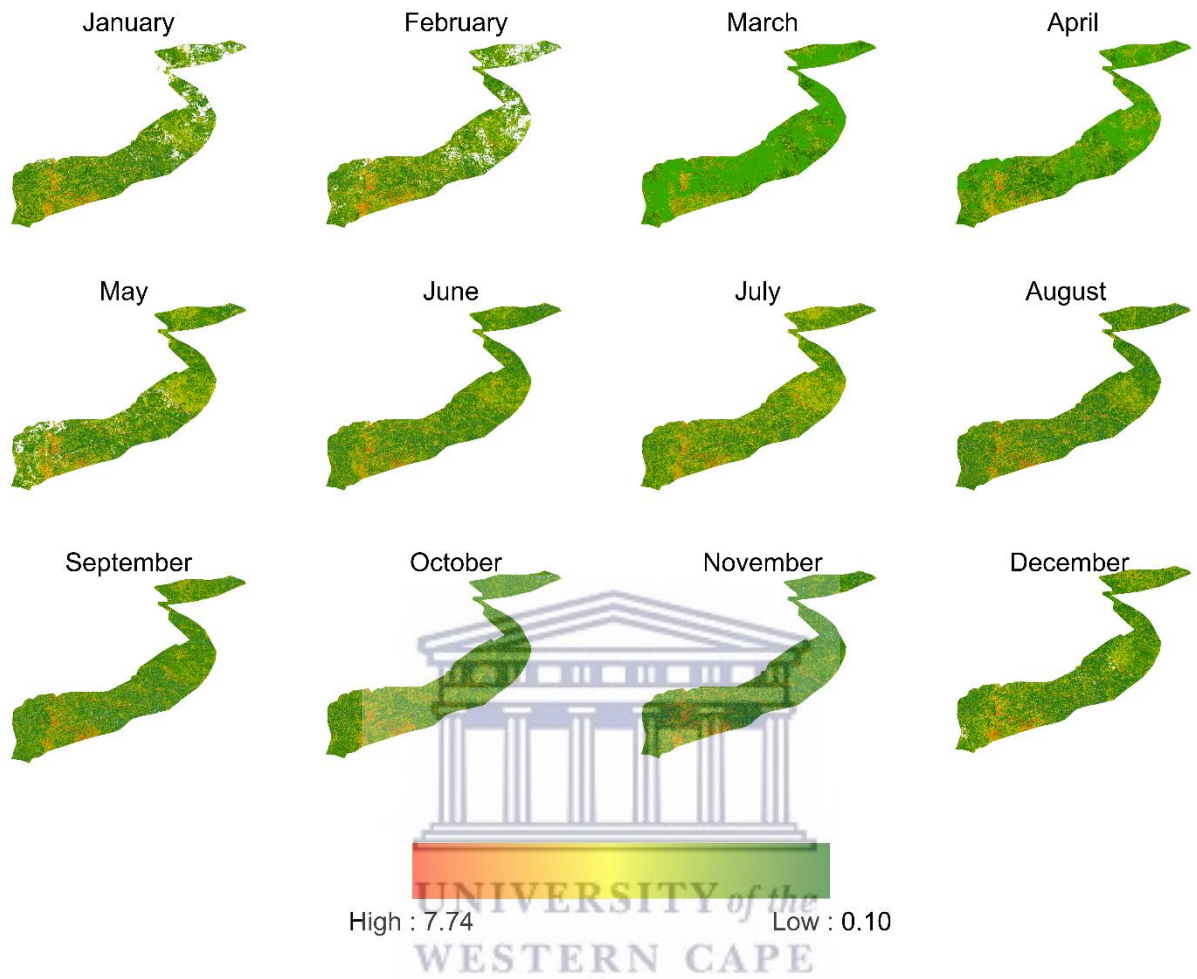 January February March April
May June July August
September October November December
UNIVERSITY of the
High : 7.74 Low : 0.10
WESTERN CAPE